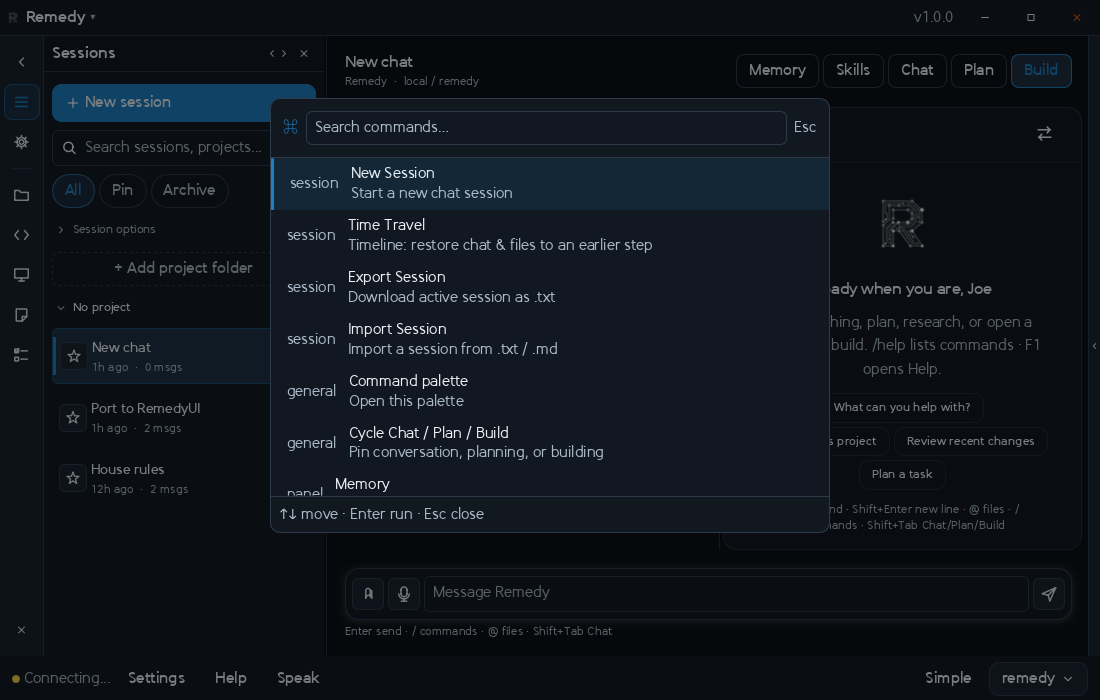 Remedy
v1.0.0
Sessions
New session
Search sessions, projects...
All
Pin
Archive
Session options
+ Add project folder
No project
New chat
1h ago · 0 msgs
Port to RemedyUI
1h ago · 2 msgs
House rules
12h ago · 2 msgs
New chat
Remedy · local / remedy
Memory
Skills
Chat
Plan
Build
Search commands...
Esc
session
New Session
Start a new chat session
session
Time Travel
Timeline: restore chat & files to an earlier step
session
Export Session
Download active session as .txt
session
Import Session
Import a session from .txt / .md
general
Command palette
Open this palette
general
Cycle Chat / Plan / Build
Pin conversation, planning, or building
panel
Memory
↑↓ move · Enter run · Esc close
when you are, Joe
plan, research, or open a
build. /help lists commands · F1
opens Help.
What can you help with?
project
Review recent changes
Plan a task
· Shift+Enter new line · @ files · /
· Shift+Tab Chat/Plan/Build
Message Remedy
Enter send · / commands · @ files · Shift+Tab Chat
Connecting...
Settings
Help
Speak
Simple
remedy